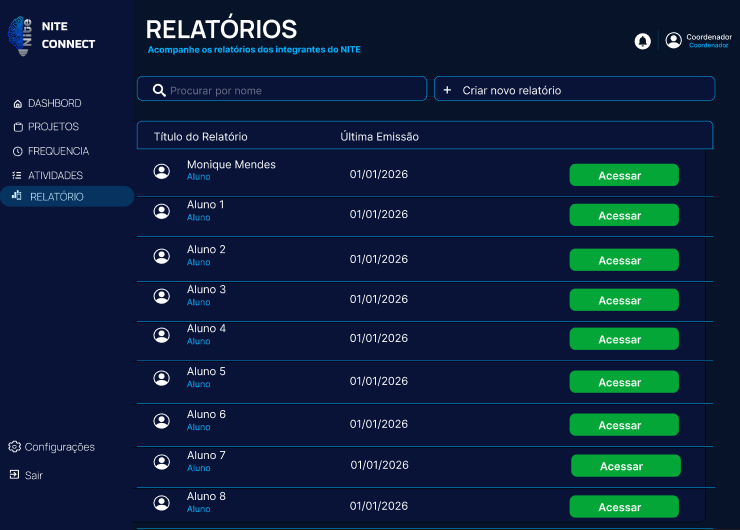 Nite
NITE
CONNECT
DASHBORD
PROJETOS
FREQUENCIA
ATIVIDADES
RELATÓRIO
Configurações
Sair
RELATÓRIOS
Acompanhe os relatórios dos integrantes do NITE
Coordenador
Coordenador
Procurar por nome
+ Criar novo relatório
Título do Relatório Última Emissão
Monique Mendes
Aluno
01/01/2026
Acessar
Aluno 1
Aluno
01/01/2026
Acessar
Aluno 2
Aluno
01/01/2026
Acessar
Aluno 3
Aluno
01/01/2026
Acessar
Aluno 4
Aluno
01/01/2026
Acessar
Aluno 5
Aluno
01/01/2026
Acessar
Aluno 6
Aluno
01/01/2026
Acessar
Aluno 7
Aluno
01/01/2026
Acessar
Aluno 8
Aluno
01/01/2026
Acessar